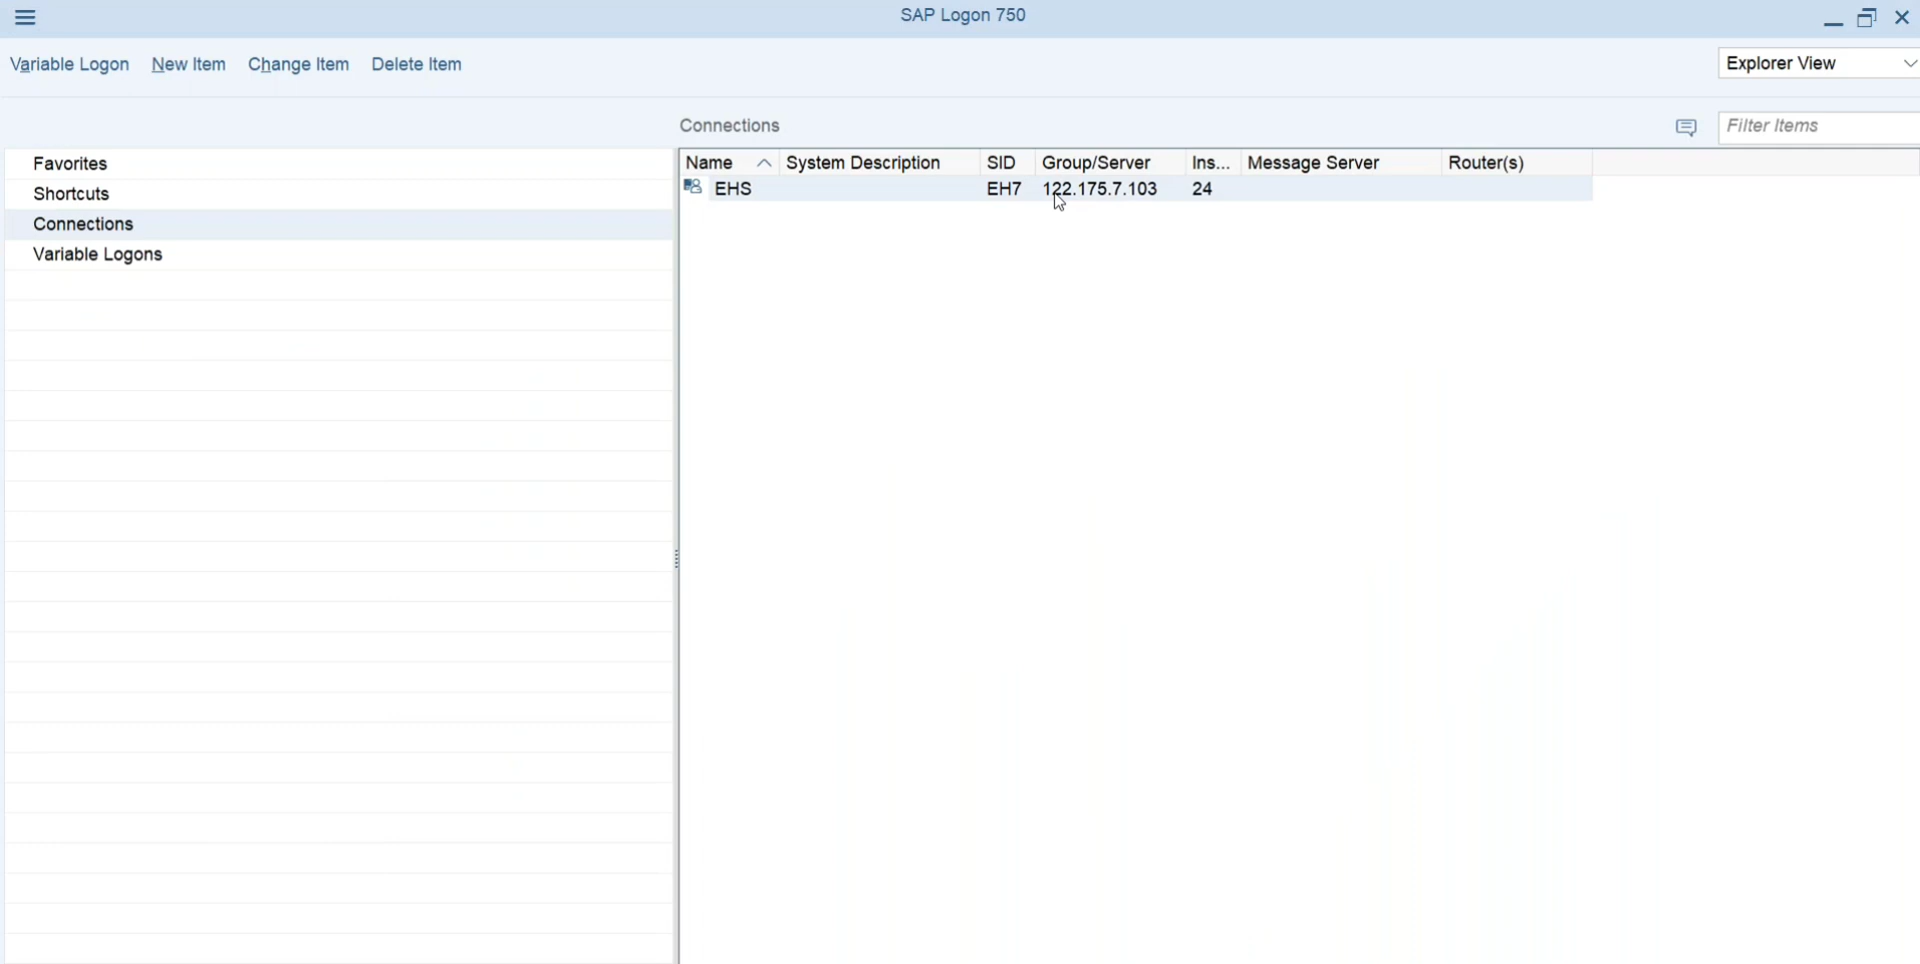 SAP Logon 750
Variable Logon New Item Change Item Delete Item
Explorer View
Connections
Filter Items
Favorites
Shortcuts
Connections
Variable Logons
Name System Description SID Group/Server Ins... Message Server Router(s)
EHS EH7 122.175.7.103 24